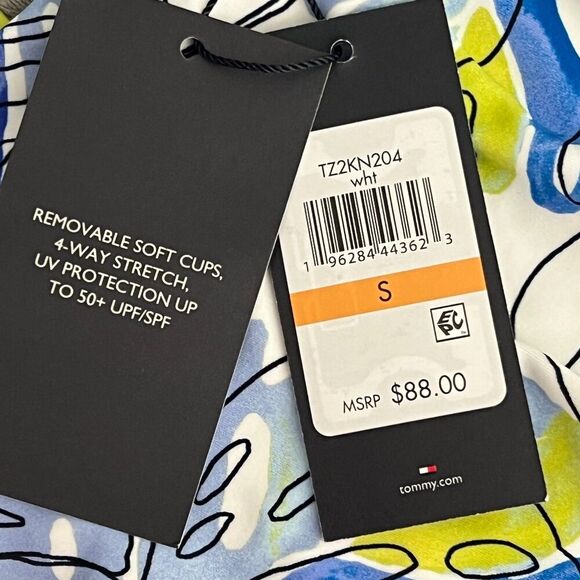 REMOVABLE SOFT CUPS,
4-WAY STRETCH,
UV PROTECTION UP
TO 50+ UPF/SPF
TZ2KN204
wht
1 96284 44362 3
S
EPC
MSRP $88.00
tommy.com